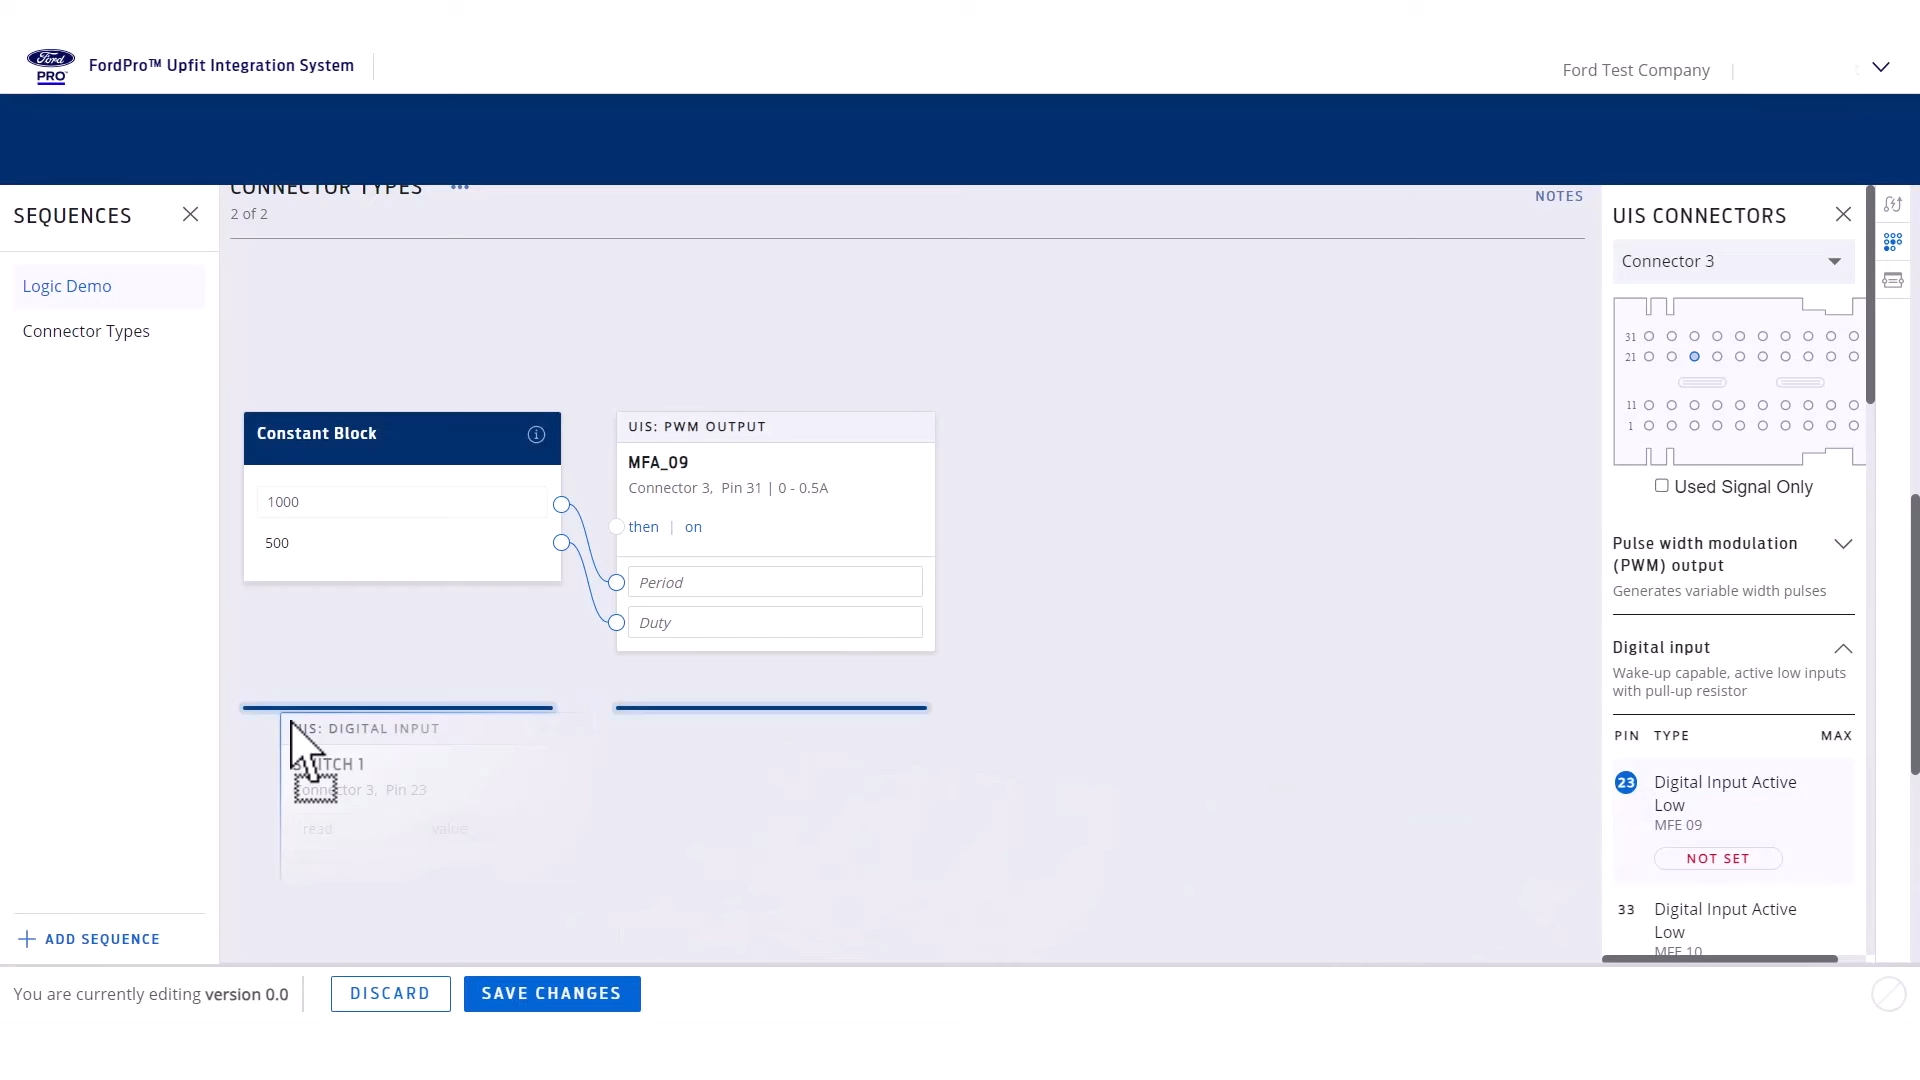 Ford
PRO
FordPro™ Upfit Integration System
Ford Test Company
SEQUENCES
Logic Demo
Connector Types
ADD SEQUENCE
CONNECTOR TYPES
2 of 2
NOTES
Constant Block
1000
500
UIS: PWM OUTPUT
MFA_09
Connector 3, Pin 31 | 0 - 0.5A
then | on
Period
Duty
UIS: DIGITAL INPUT
SWITCH 1
Connector 3, Pin 23
read value
UIS CONNECTORS
Connector 3
31
21
11
1
Used Signal Only
Pulse width modulation
(PWM) output
Generates variable width pulses
Digital input
Wake-up capable, active low inputs
with pull-up resistor
PIN TYPE MAX
23 Digital Input Active
Low
MFE 09
NOT SET
33 Digital Input Active
Low
MFE 10
You are currently editing version 0.0
DISCARD
SAVE CHANGES